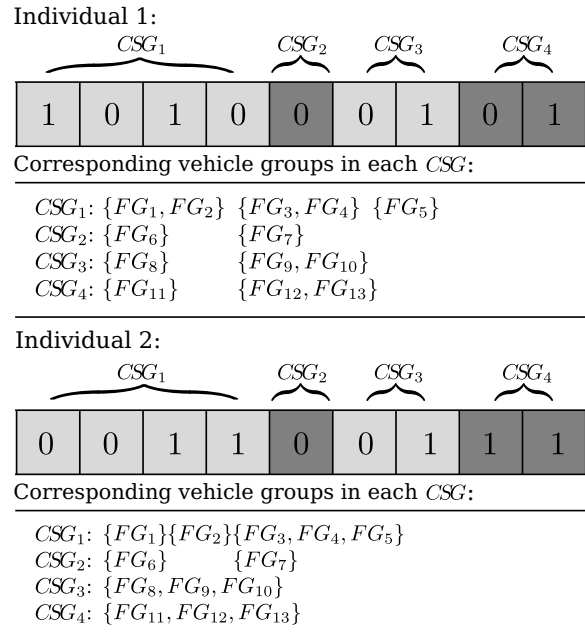 Individual 1:
CSG₁ CSG₂ CSG₃ CSG₄
1 0 1 0 0 0 1 0 1
Corresponding vehicle groups in each CSG:
CSG₁: {FG₁, FG₂} {FG₃, FG₄} {FG₅}
CSG₂: {FG₆} {FG₇}
CSG₃: {FG₈} {FG₉, FG₁₀}
CSG₄: {FG₁₁} {FG₁₂, FG₁₃}
Individual 2:
CSG₁ CSG₂ CSG₃ CSG₄
0 0 1 1 0 0 1 1 1
Corresponding vehicle groups in each CSG:
CSG₁: {FG₁}{FG₂}{FG₃, FG₄, FG₅}
CSG₂: {FG₆} {FG₇}
CSG₃: {FG₈, FG₉, FG₁₀}
CSG₄: {FG₁₁, FG₁₂, FG₁₃}